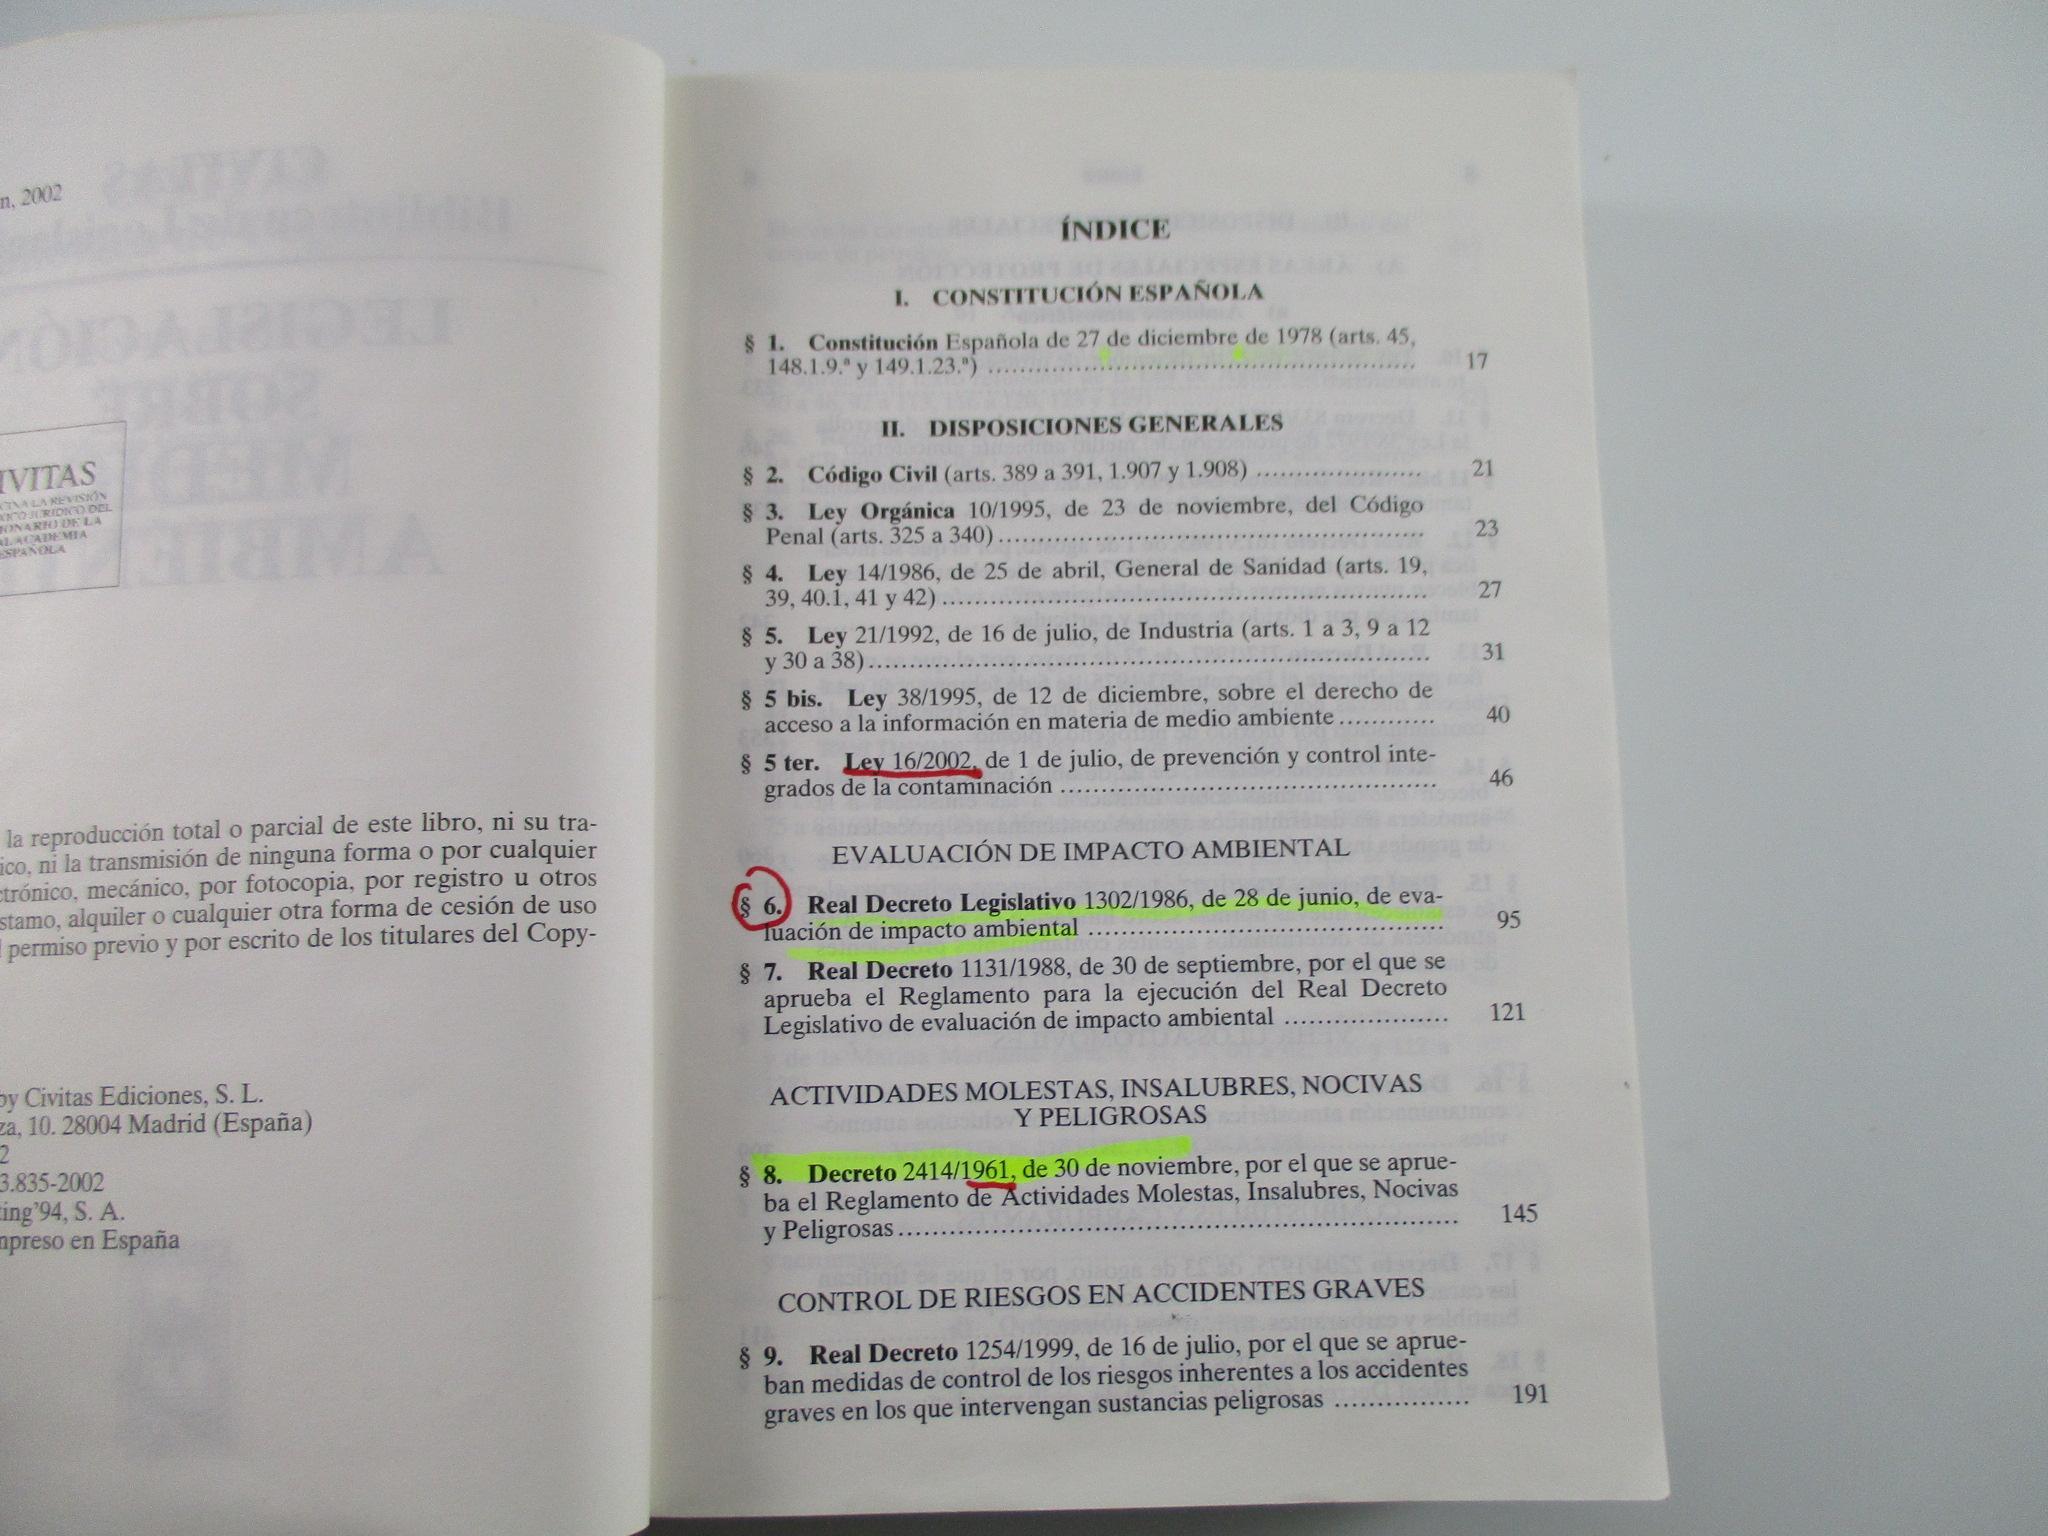 n, 2002
IVITAS
LA REVISIÓN
JURÍDICO DEL
IONARIO DE LA
ACADEMIA
ESPAÑOLA
la reproducción total o parcial de este libro, ni su tra-
ico, ni la transmisión de ninguna forma o por cualquier
ctrónico, mecánico, por fotocopia, por registro u otros
stamo, alquiler o cualquier otra forma de cesión de uso
l permiso previo y por escrito de los titulares del Copy-
by Civitas Ediciones, S. L.
za, 10. 28004 Madrid (España)
2
3.835-2002
ting'94, S. A.
mpreso en España
ÍNDICE
I. CONSTITUCIÓN ESPAÑOLA
§ 1. Constitución Española de 27 de diciembre de 1978 (arts. 45,
148.1.9.ª y 149.1.23.ª) .......... 17
II. DISPOSICIONES GENERALES
§ 2. Código Civil (arts. 389 a 391, 1.907 y 1.908) .......... 21
§ 3. Ley Orgánica 10/1995, de 23 de noviembre, del Código
Penal (arts. 325 a 340) .......... 23
§ 4. Ley 14/1986, de 25 de abril, General de Sanidad (arts. 19,
39, 40.1, 41 y 42) .......... 27
§ 5. Ley 21/1992, de 16 de julio, de Industria (arts. 1 a 3, 9 a 12
y 30 a 38) .......... 31
§ 5 bis. Ley 38/1995, de 12 de diciembre, sobre el derecho de
acceso a la información en materia de medio ambiente .......... 40
§ 5 ter. Ley 16/2002, de 1 de julio, de prevención y control inte-
grados de la contaminación .......... 46
EVALUACIÓN DE IMPACTO AMBIENTAL
§ 6. Real Decreto Legislativo 1302/1986, de 28 de junio, de eva-
luación de impacto ambiental .......... 95
§ 7. Real Decreto 1131/1988, de 30 de septiembre, por el que se
aprueba el Reglamento para la ejecución del Real Decreto
Legislativo de evaluación de impacto ambiental .......... 121
ACTIVIDADES MOLESTAS, INSALUBRES, NOCIVAS
Y PELIGROSAS
§ 8. Decreto 2414/1961, de 30 de noviembre, por el que se aprue-
ba el Reglamento de Actividades Molestas, Insalubres, Nocivas
y Peligrosas .......... 145
CONTROL DE RIESGOS EN ACCIDENTES GRAVES
§ 9. Real Decreto 1254/1999, de 16 de julio, por el que se aprue-
ban medidas de control de los riesgos inherentes a los accidentes
graves en los que intervengan sustancias peligrosas .......... 191